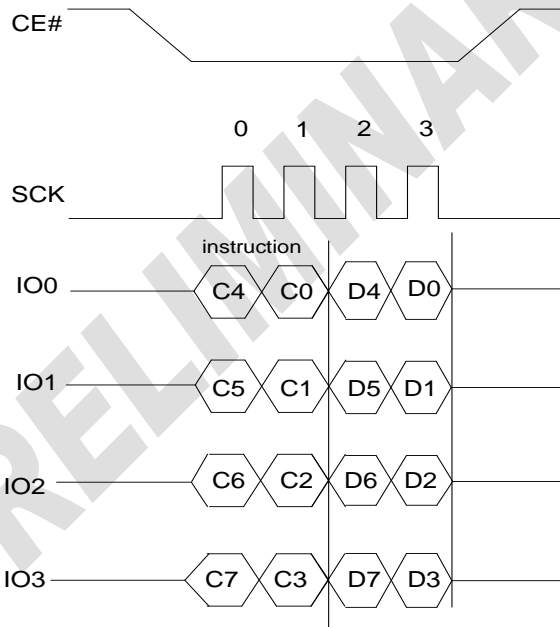 CE#
0 1 2 3
SCK
instruction
IO0 C4 C0 D4 D0
IO1 C5 C1 D5 D1
IO2 C6 C2 D6 D2
IO3 C7 C3 D7 D3
PRELIMINAR